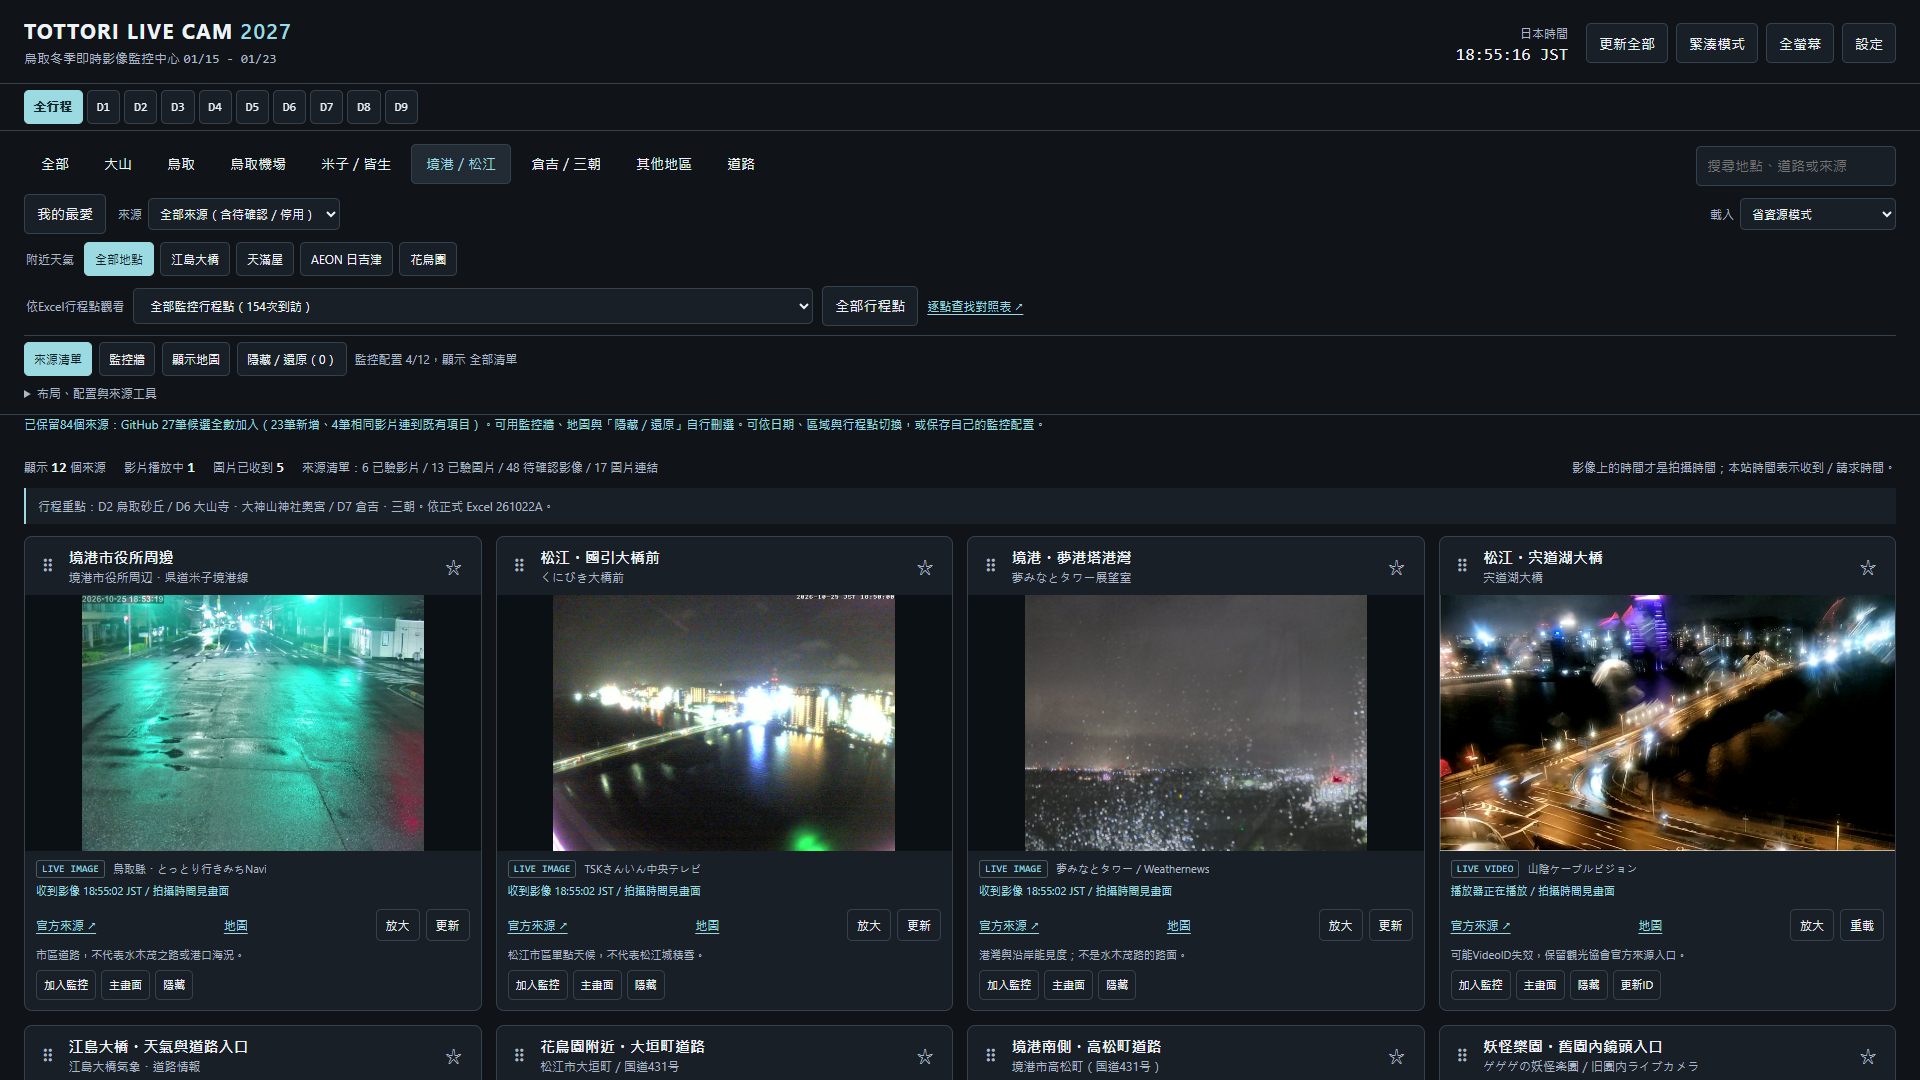 TOTTORI LIVE CAM 2027
鳥取冬季即時影像監控中心 01/15 - 01/23
日本時間
18:55:16 JST
更新全部 緊湊模式 全螢幕 設定
全行程 D1 D2 D3 D4 D5 D6 D7 D8 D9
全部 大山 鳥取 鳥取機場 米子 / 皆生 境港 / 松江 倉吉 / 三朝 其他地區 道路
搜尋地點、道路或來源
我的最愛 來源 全部來源（含待確認 / 停用）
載入 省資源模式
附近天氣 全部地點 江島大橋 天滿屋 AEON 日吉津 花鳥園
依Excel行程點觀看 全部監控行程點（154次到訪） 全部行程點 逐點查找對照表 ↗
來源清單 監控牆 顯示地圖 隱藏 / 還原（0） 監控配置 4/12，顯示 全部清單
▶ 布局、配置與來源工具
已保留84個來源：GitHub 27筆候選全數加入（23筆新增、4筆相同影片連到既有項目）。可用監控牆、地圖與「隱藏 / 還原」自行刪選。可依日期、區域與行程點切換，或保存自己的監控配置。
顯示 12 個來源 影片播放中 1 圖片已收到 5 來源清單：6 已驗影片 / 13 已驗圖片 / 48 待確認影像 / 17 圖片連結
影像上的時間才是拍攝時間；本站時間表示收到 / 請求時間。
行程重點：D2 鳥取砂丘 / D6 大山寺・大神山神社奧宮 / D7 倉吉・三朝。依正式 Excel 261022A。
境港市役所周邊
境港市役所周辺・県道米子境港線
2026-10-25 18:53:19
LIVE IMAGE 鳥取縣・とっとり行きみちNavi
收到影像 18:55:02 JST / 拍攝時間見畫面
官方來源 ↗ 地圖 放大 更新
市區道路，不代表水木茂之路或港口海況。
加入監控 主畫面 隱藏
松江・國引大橋前
くにびき大橋前
2026-10-25 JST 18:50:00
LIVE IMAGE TSKさんいん中央テレビ
收到影像 18:55:02 JST / 拍攝時間見畫面
官方來源 ↗ 地圖 放大 更新
松江市區單點天候，不代表松江城積雪。
加入監控 主畫面 隱藏
境港・夢港塔港灣
夢みなとタワー展望室
LIVE IMAGE 夢みなとタワー / Weathernews
收到影像 18:55:02 JST / 拍攝時間見畫面
官方來源 ↗ 地圖 放大 更新
港灣與沿岸能見度；不是水木茂路的路面。
加入監控 主畫面 隱藏
松江・宍道湖大橋
宍道湖大橋
LIVE VIDEO 山陰ケーブルビジョン
播放器正在播放 / 拍攝時間見畫面
官方來源 ↗ 地圖 放大 重載
可能VideoID失效，保留觀光協會官方來源入口。
加入監控 主畫面 隱藏 更新ID
江島大橋・天氣與道路入口
江島大橋気象・道路情報
花鳥園附近・大垣町道路
松江市大垣町 / 国道431号
境港南側・高松町道路
境港市高松町（国道431号）
妖怪樂園・舊園內鏡頭入口
ゲゲゲの妖怪楽園 / 旧園内ライブカメラ